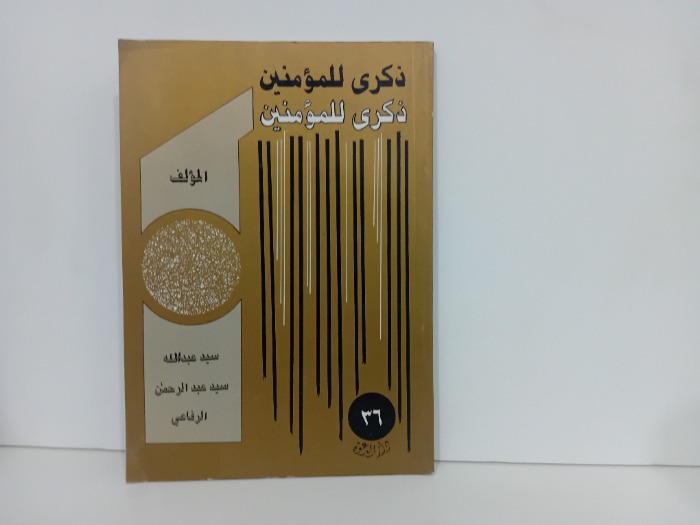 ذكرى للمؤمنين
ذكرى للمؤمنين
المؤلف
سيد عبدالله
سيد عبد الرحمن
الرفاعي
٣٦